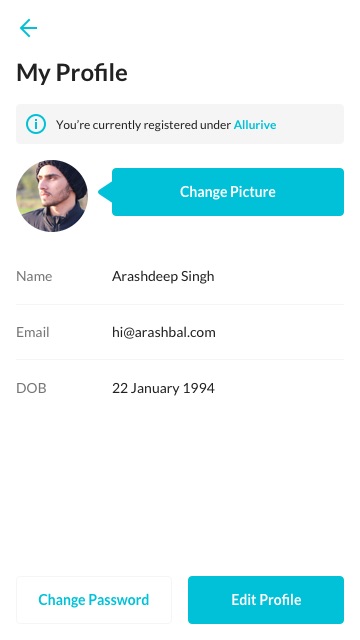 My Profile
You're currently registered under Allurive
Change Picture
Name Arashdeep Singh
Email hi@arashbal.com
DOB 22 January 1994
Change Password Edit Profile